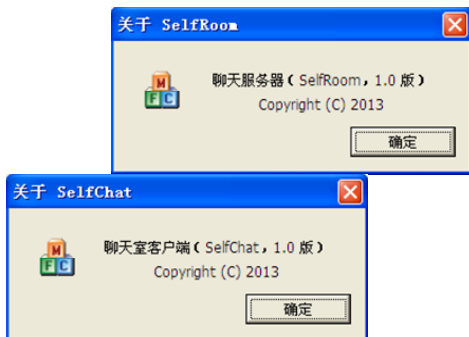 关于 SelfRoom
聊天服务器（SelfRoom，1.0 版）
Copyright (C) 2013
确定
关于 SelfChat
聊天室客户端（SelfChat，1.0 版）
Copyright (C) 2013
确定